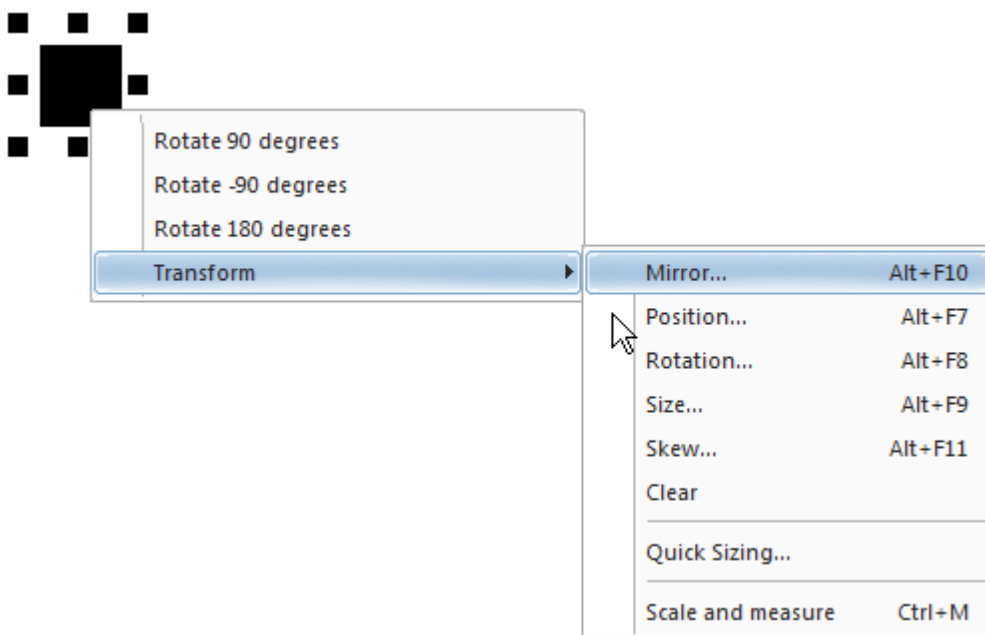 Rotate 90 degrees
Rotate -90 degrees
Rotate 180 degrees
Transform
Mirror... Alt+F10
Position... Alt+F7
Rotation... Alt+F8
Size... Alt+F9
Skew... Alt+F11
Clear
Quick Sizing...
Scale and measure Ctrl+M